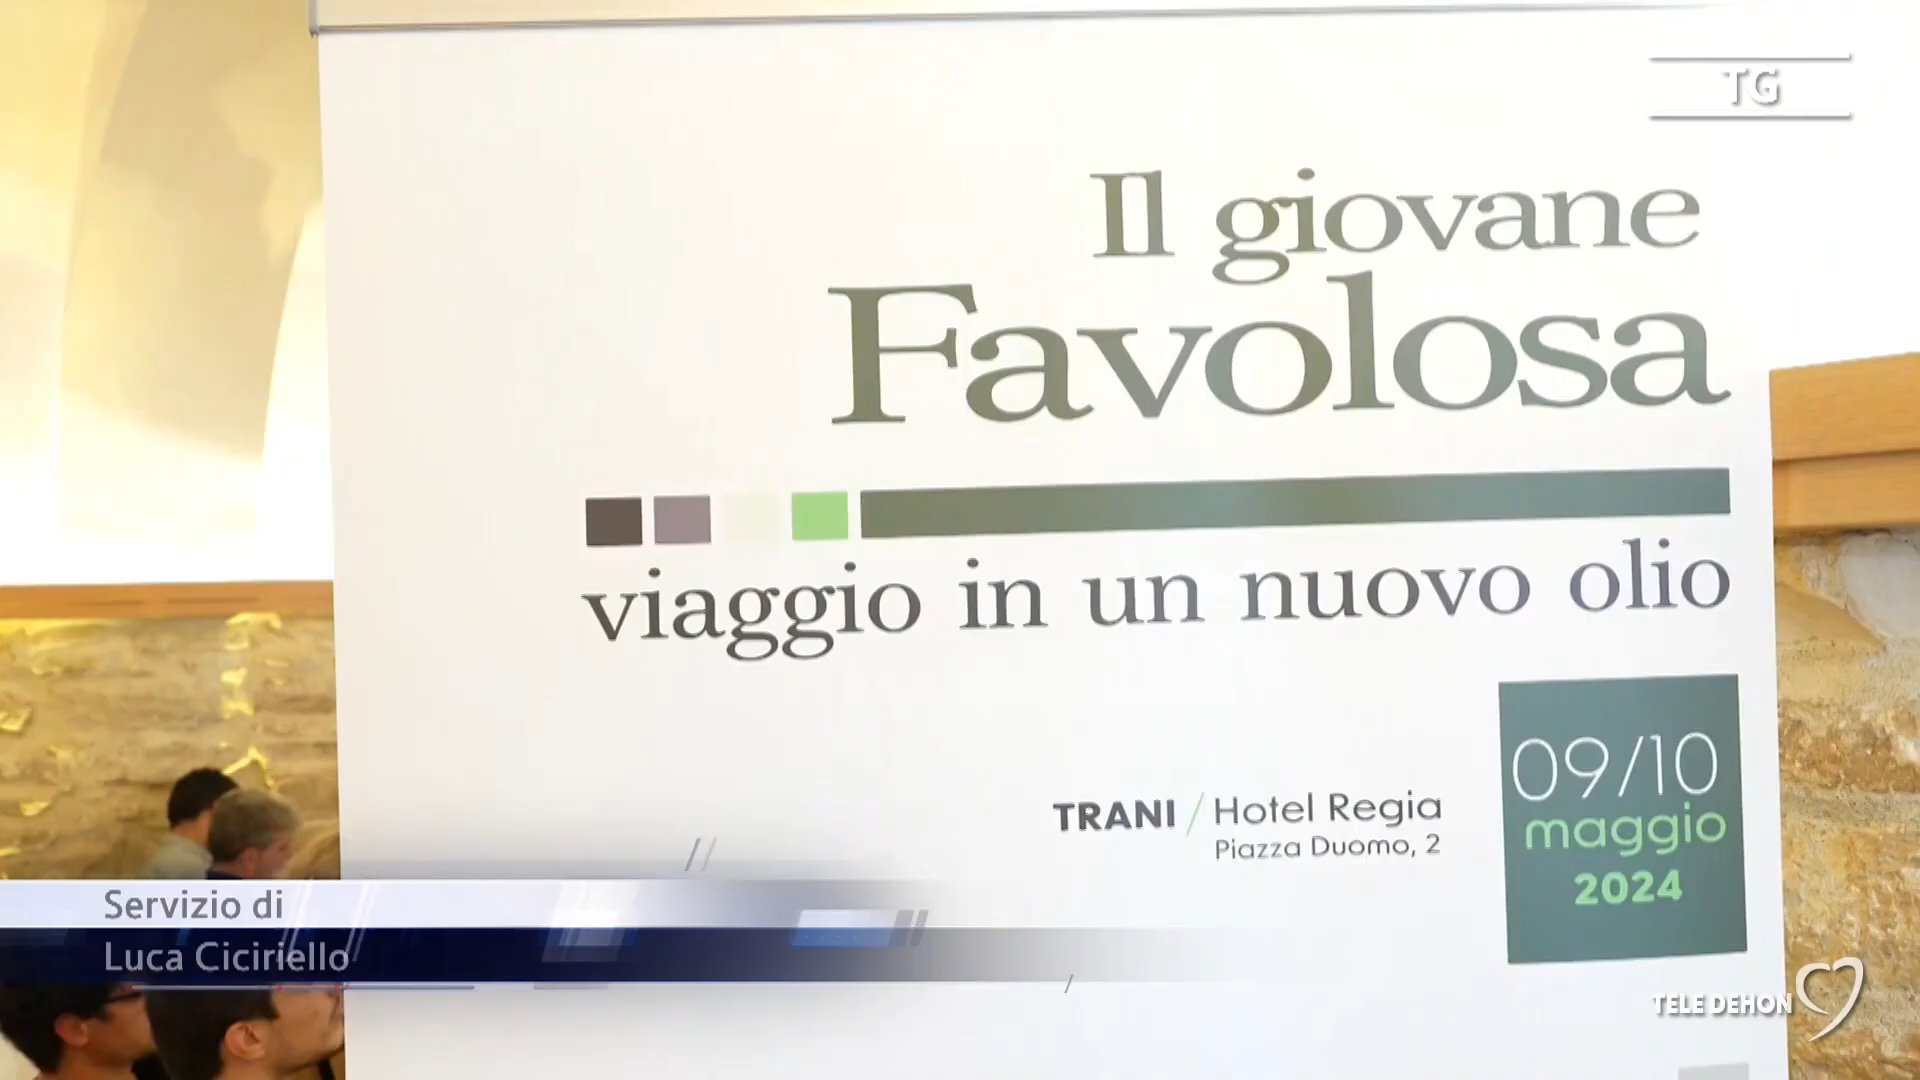 TG
Il giovane
Favolosa
viaggio in un nuovo olio
TRANI / Hotel Regia
Piazza Duomo, 2
09/10
maggio
2024
Servizio di
Luca Ciciriello
TELE DEHON